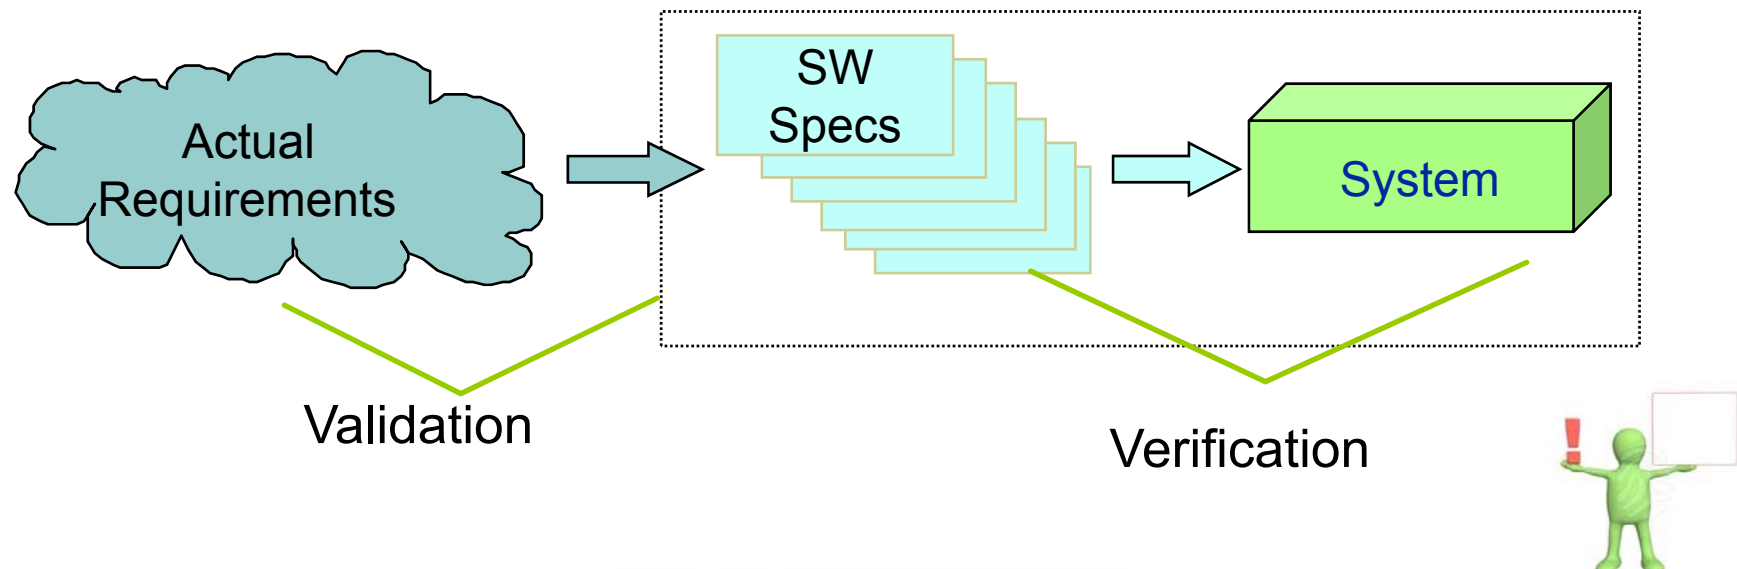 Actual
Requirements
SW
Specs
System
Validation
Verification
!